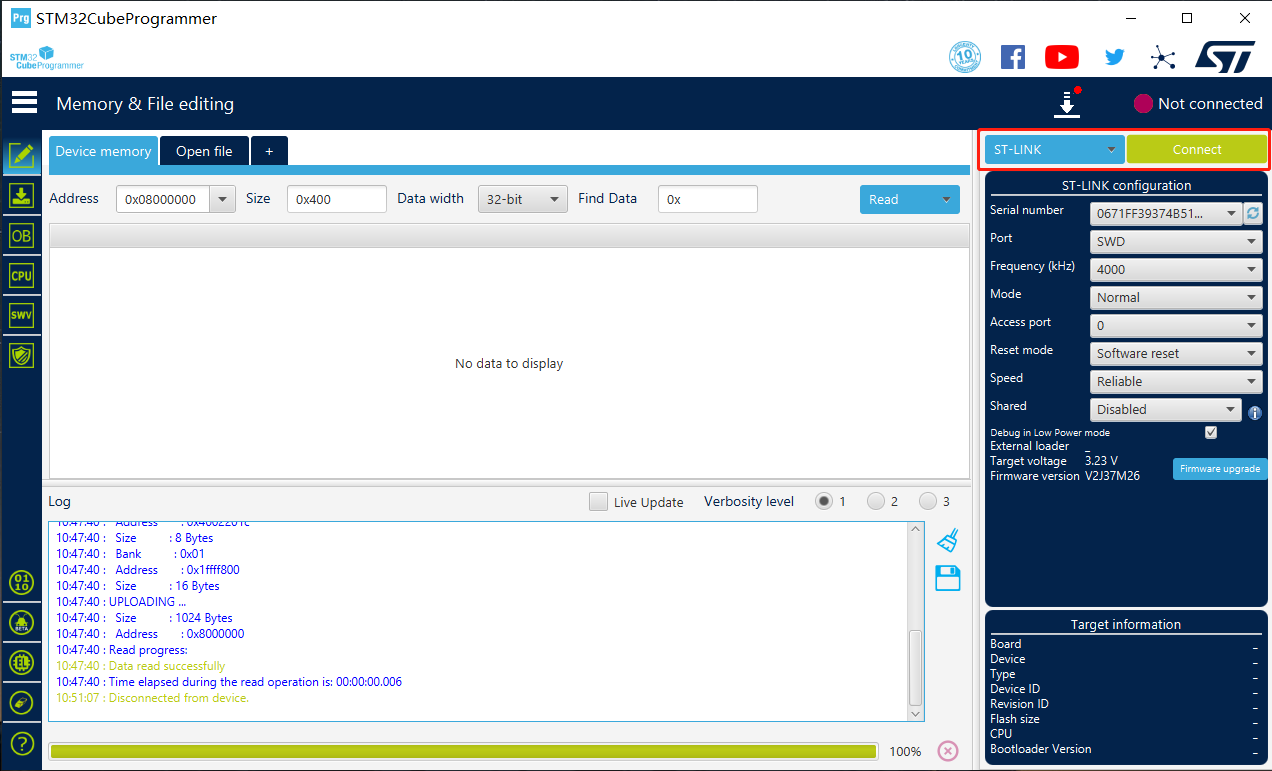 Prg STM32CubeProgrammer
STM32
CubeProgrammer
10
Memory & File editing
Not connected
Device memory
Open file
+
ST-LINK
Connect
Address
0x08000000
Size
0x400
Data width
32-bit
Find Data
0x
Read
No data to display
OB
CPU
SWV
ST-LINK configuration
Serial number
0671FF39374B51...
Port
SWD
Frequency (kHz)
4000
Mode
Normal
Access port
0
Reset mode
Software reset
Speed
Reliable
Shared
Disabled
Debug in Low Power mode
External loader _
Target voltage 3.23 V
Firmware version V2J37M26
Firmware upgrade
Log
Live Update
Verbosity level
1
2
3
10:47:40 : Address : 0x4002201c
10:47:40 : Size : 8 Bytes
10:47:40 : Bank : 0x01
10:47:40 : Address : 0x1ffff800
10:47:40 : Size : 16 Bytes
10:47:40 : UPLOADING ...
10:47:40 : Size : 1024 Bytes
10:47:40 : Address : 0x8000000
10:47:40 : Read progress:
10:47:40 : Data read successfully
10:47:40 : Time elapsed during the read operation is: 00:00:00.006
10:51:07 : Disconnected from device.
100%
01
10
BETA
EL
?
Target information
Board _
Device _
Type _
Device ID _
Revision ID _
Flash size _
CPU _
Bootloader Version _